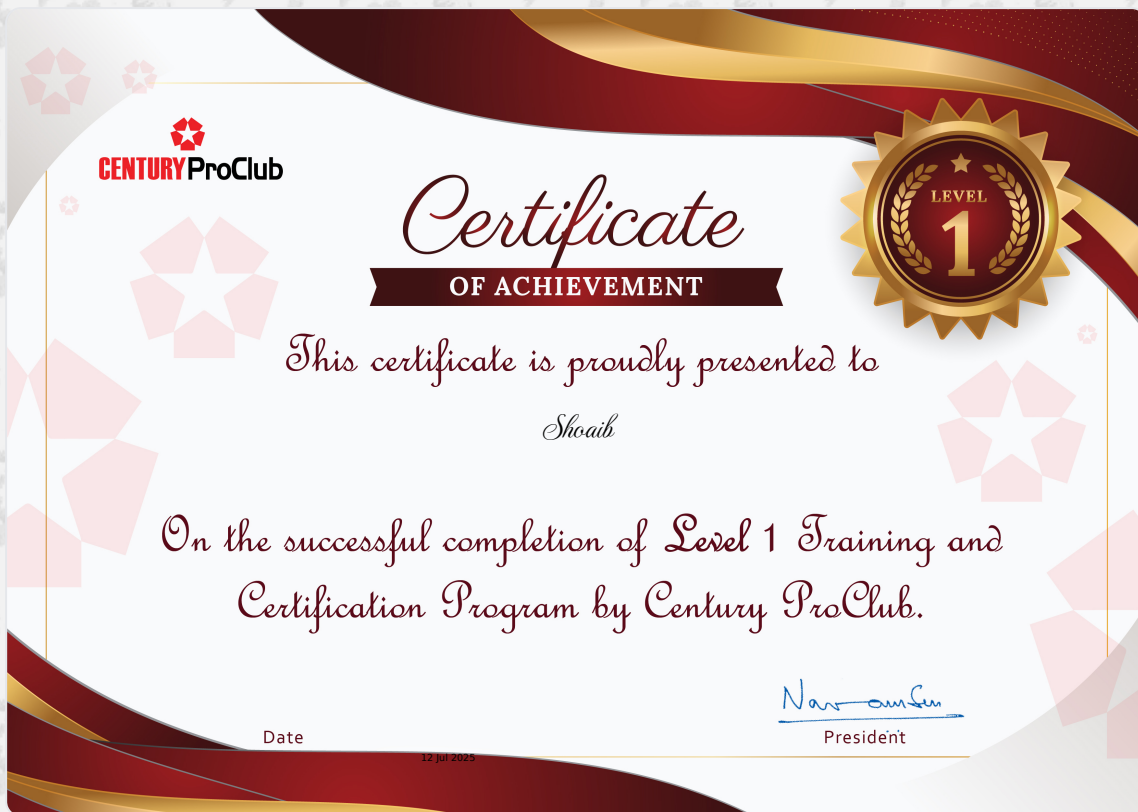 CENTURY ProClub
LEVEL
1
Certificate
OF ACHIEVEMENT
This certificate is proudly presented to
Shoaib
On the successful completion of Level 1 Training and
Certification Program by Century ProClub.
Date
President
12 Jul 2025